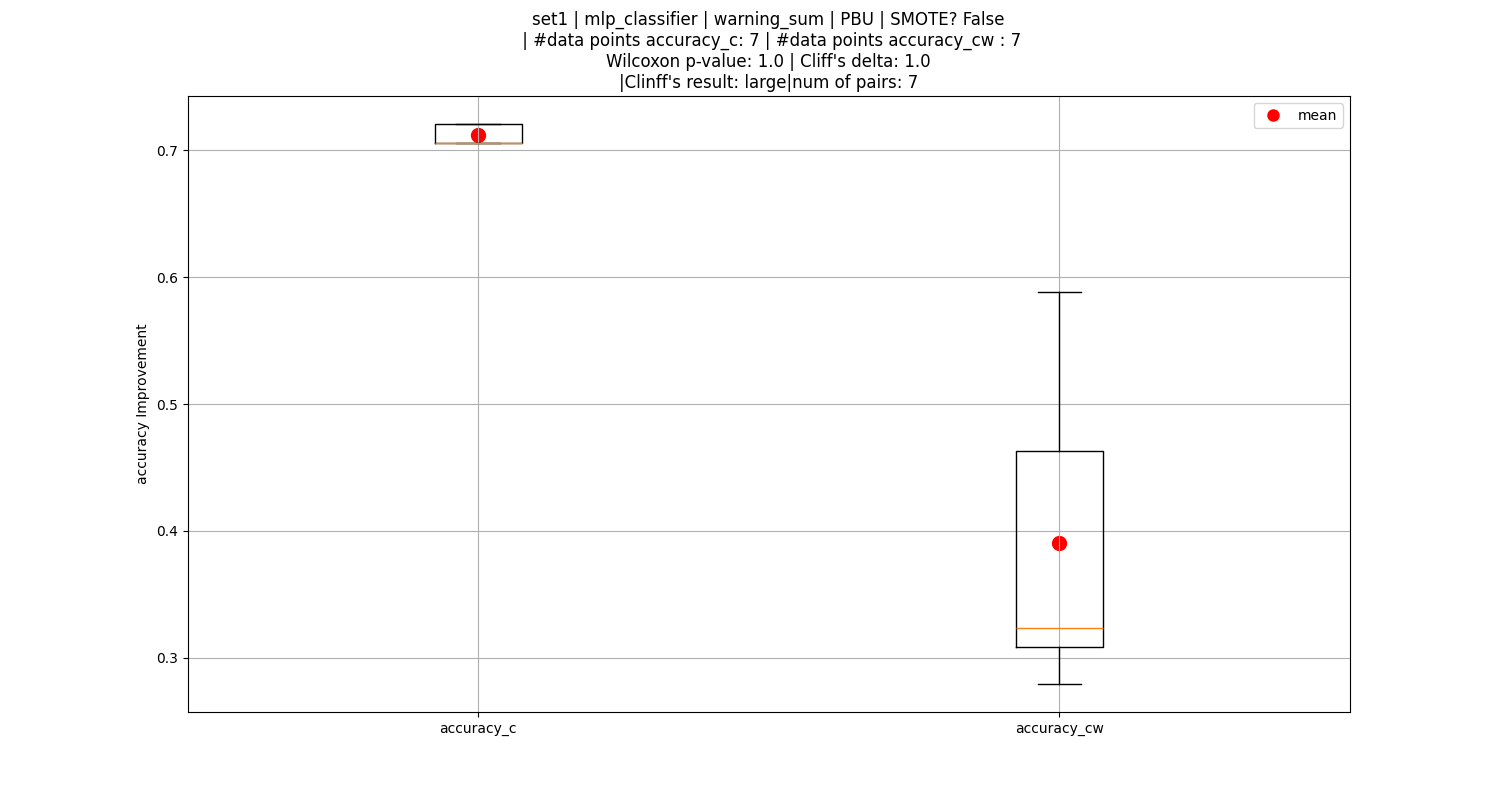 set1 | mlp_classifier | warning_sum | PBU | SMOTE? False
| #data points accuracy_c: 7 | #data points accuracy_cw : 7
Wilcoxon p-value: 1.0 | Cliff's delta: 1.0
|Clinff's result: large|num of pairs: 7
mean
accuracy Improvement
0.7
0.6
0.5
0.4
0.3
accuracy_c
accuracy_cw